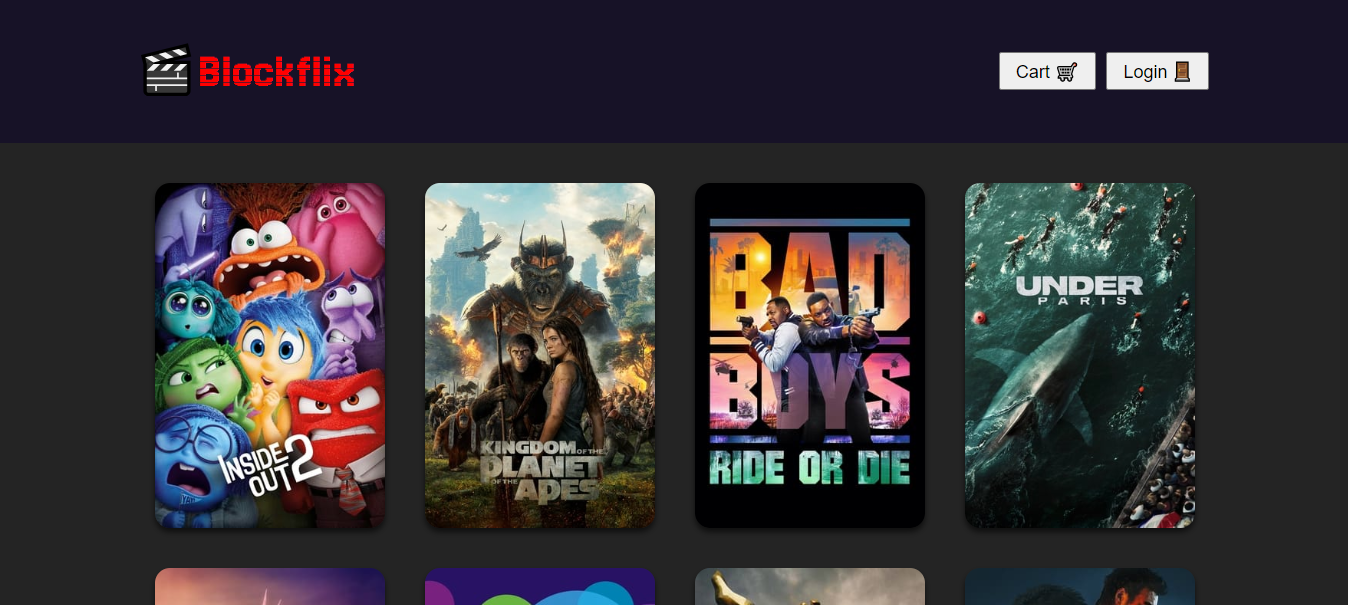 Blockflix
Cart
Login
INSIDE
OUT 2
KINGDOM OF THE
PLANET
OF THE APES
BAD
BOYS
RIDE OR DIE
UNDER
PARIS